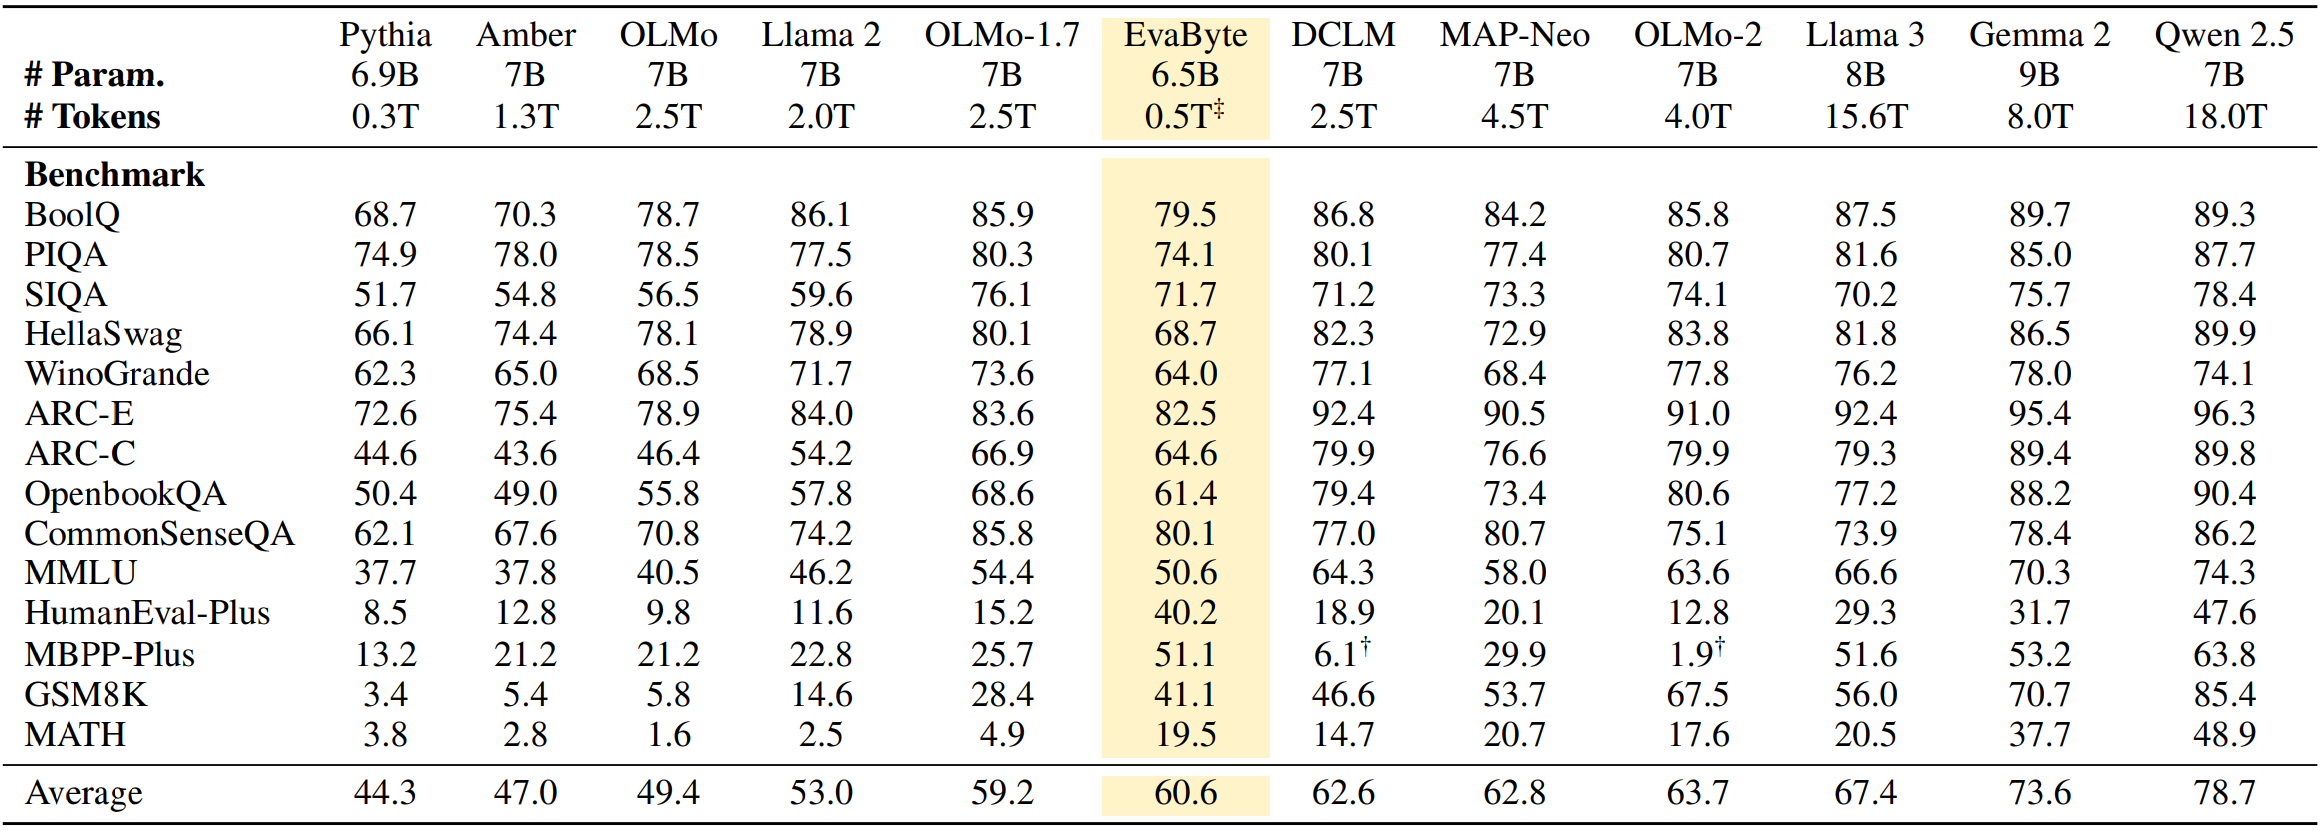 Pythia Amber OLMo Llama 2 OLMo-1.7 EvaByte DCLM MAP-Neo OLMo-2 Llama 3 Gemma 2 Qwen 2.5
# Param. 6.9B 7B 7B 7B 7B 6.5B 7B 7B 7B 8B 9B 7B
# Tokens 0.3T 1.3T 2.5T 2.0T 2.5T 0.5T‡ 2.5T 4.5T 4.0T 15.6T 8.0T 18.0T
Benchmark
BoolQ 68.7 70.3 78.7 86.1 85.9 79.5 86.8 84.2 85.8 87.5 89.7 89.3
PIQA 74.9 78.0 78.5 77.5 80.3 74.1 80.1 77.4 80.7 81.6 85.0 87.7
SIQA 51.7 54.8 56.5 59.6 76.1 71.7 71.2 73.3 74.1 70.2 75.7 78.4
HellaSwag 66.1 74.4 78.1 78.9 80.1 68.7 82.3 72.9 83.8 81.8 86.5 89.9
WinoGrande 62.3 65.0 68.5 71.7 73.6 64.0 77.1 68.4 77.8 76.2 78.0 74.1
ARC-E 72.6 75.4 78.9 84.0 83.6 82.5 92.4 90.5 91.0 92.4 95.4 96.3
ARC-C 44.6 43.6 46.4 54.2 66.9 64.6 79.9 76.6 79.9 79.3 89.4 89.8
OpenbookQA 50.4 49.0 55.8 57.8 68.6 61.4 79.4 73.4 80.6 77.2 88.2 90.4
CommonSenseQA 62.1 67.6 70.8 74.2 85.8 80.1 77.0 80.7 75.1 73.9 78.4 86.2
MMLU 37.7 37.8 40.5 46.2 54.4 50.6 64.3 58.0 63.6 66.6 70.3 74.3
HumanEval-Plus 8.5 12.8 9.8 11.6 15.2 40.2 18.9 20.1 12.8 29.3 31.7 47.6
MBPP-Plus 13.2 21.2 21.2 22.8 25.7 51.1 6.1† 29.9 1.9† 51.6 53.2 63.8
GSM8K 3.4 5.4 5.8 14.6 28.4 41.1 46.6 53.7 67.5 56.0 70.7 85.4
MATH 3.8 2.8 1.6 2.5 4.9 19.5 14.7 20.7 17.6 20.5 37.7 48.9
Average 44.3 47.0 49.4 53.0 59.2 60.6 62.6 62.8 63.7 67.4 73.6 78.7